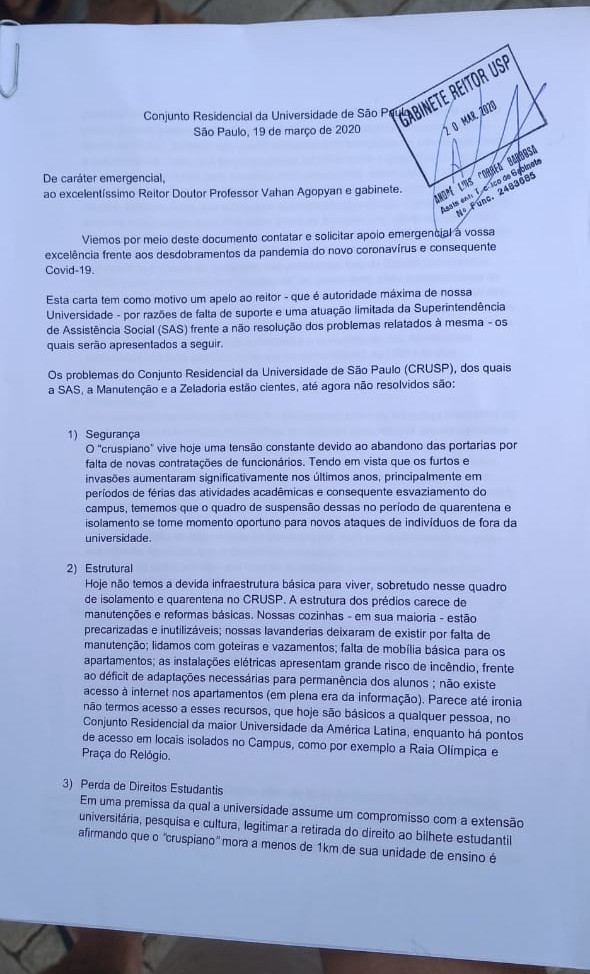 Conjunto Residencial da Universidade de São Paulo
São Paulo, 19 de março de 2020
GABINETE REITOR USP
20 MAR. 2020
ANDRÉ LUIS CORREA BARBOSA
Nº Func. 2483685
De caráter emergencial,
ao excelentíssimo Reitor Doutor Professor Vahan Agopyan e gabinete.
Viemos por meio deste documento contatar e solicitar apoio emergencial à vossa
excelência frente aos desdobramentos da pandemia do novo coronavírus e consequente
Covid-19.
Esta carta tem como motivo um apelo ao reitor - que é autoridade máxima de nossa
Universidade - por razões de falta de suporte e uma atuação limitada da Superintendência
de Assistência Social (SAS) frente a não resolução dos problemas relatados à mesma - os
quais serão apresentados a seguir.
Os problemas do Conjunto Residencial da Universidade de São Paulo (CRUSP), dos quais
a SAS, a Manutenção e a Zeladoria estão cientes, até agora não resolvidos são:
1) Segurança
O “cruspiano” vive hoje uma tensão constante devido ao abandono das portarias por
falta de novas contratações de funcionários. Tendo em vista que os furtos e
invasões aumentaram significativamente nos últimos anos, principalmente em
períodos de férias das atividades acadêmicas e consequente esvaziamento do
campus, tememos que o quadro de suspensão dessas no período de quarentena e
isolamento se torne momento oportuno para novos ataques de indivíduos de fora da
universidade.
2) Estrutural
Hoje não temos a devida infraestrutura básica para viver, sobretudo nesse quadro
de isolamento e quarentena no CRUSP. A estrutura dos prédios carece de
manutenções e reformas básicas. Nossas cozinhas - em sua maioria - estão
precarizadas e inutilizáveis; nossas lavanderias deixaram de existir por falta de
manutenção; lidamos com goteiras e vazamentos; falta de mobília básica para os
apartamentos; as instalações elétricas apresentam grande risco de incêndio, frente
ao déficit de adaptações necessárias para permanência dos alunos ; não existe
acesso à internet nos apartamentos (em plena era da informação). Parece até ironia
não termos acesso a esses recursos, que hoje são básicos a qualquer pessoa, no
Conjunto Residencial da maior Universidade da América Latina, enquanto há pontos
de acesso em locais isolados no Campus, como por exemplo a Raia Olímpica e
Praça do Relógio.
3) Perda de Direitos Estudantis
Em uma premissa da qual a universidade assume um compromisso com a extensão
universitária, pesquisa e cultura, legitimar a retirada do direito ao bilhete estudantil
afirmando que o “cruspiano” mora a menos de 1km de sua unidade de ensino é